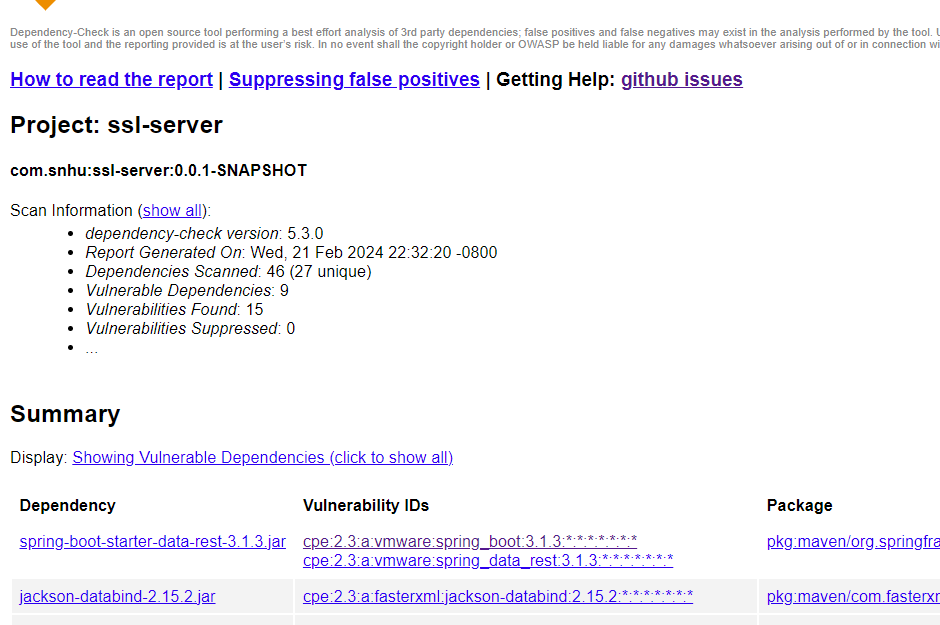 Dependency-Check is an open source tool performing a best effort analysis of 3rd party dependencies; false positives and false negatives may exist in the analysis performed by the tool.
use of the tool and the reporting provided is at the user's risk. In no event shall the copyright holder or OWASP be held liable for any damages whatsoever arising out of or in connection
How to read the report | Suppressing false positives | Getting Help: github issues
Project: ssl-server
com.snhu:ssl-server:0.0.1-SNAPSHOT
Scan Information (show all):
• dependency-check version: 5.3.0
• Report Generated On: Wed, 21 Feb 2024 22:32:20 -0800
• Dependencies Scanned: 46 (27 unique)
• Vulnerable Dependencies: 9
• Vulnerabilities Found: 15
• Vulnerabilities Suppressed: 0
• ...
Summary
Display: Showing Vulnerable Dependencies (click to show all)
Dependency Vulnerability IDs Package
spring-boot-starter-data-rest-3.1.3.jar cpe:2.3:a:vmware:spring_boot:3.1.3:*:*:*:*:*:*:* pkg:maven/org.springfra
cpe:2.3:a:vmware:spring_data_rest:3.1.3:*:*:*:*:*:*:*
jackson-databind-2.15.2.jar cpe:2.3:a:fasterxml:jackson-databind:2.15.2:*:*:*:*:*:*:* pkg:maven/com.fasterxr